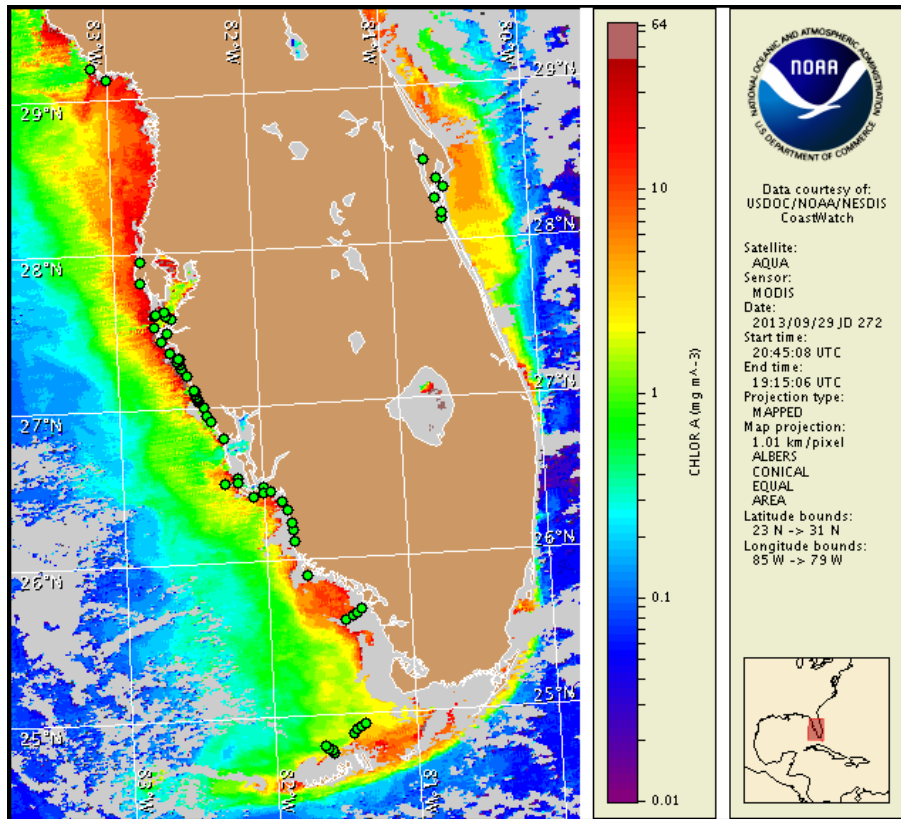 83°W
82°W
81°W
80°W
29°N
29°N
28°N
28°N
27°N
27°N
26°N
26°N
25°N
25°N
83°W
82°W
81°W
64
10
1
0.1
0.01
CHLOR A (mg m^-3)
NATIONAL OCEANIC AND ATMOSPHERIC ADMINISTRATION
NOAA
U.S. DEPARTMENT OF COMMERCE
Data courtesy of:
USDOC/NOAA/NESDIS
CoastWatch
Satellite:
AQUA
Sensor:
MODIS
Date:
2013/09/29 JD 272
Start time:
20:45:08 UTC
End time:
19:15:06 UTC
Projection type:
MAPPED
Map projection:
1.01 km/pixel
ALBERS
CONICAL
EQUAL
AREA
Latitude bounds:
23 N -> 31 N
Longitude bounds:
85 W -> 79 W